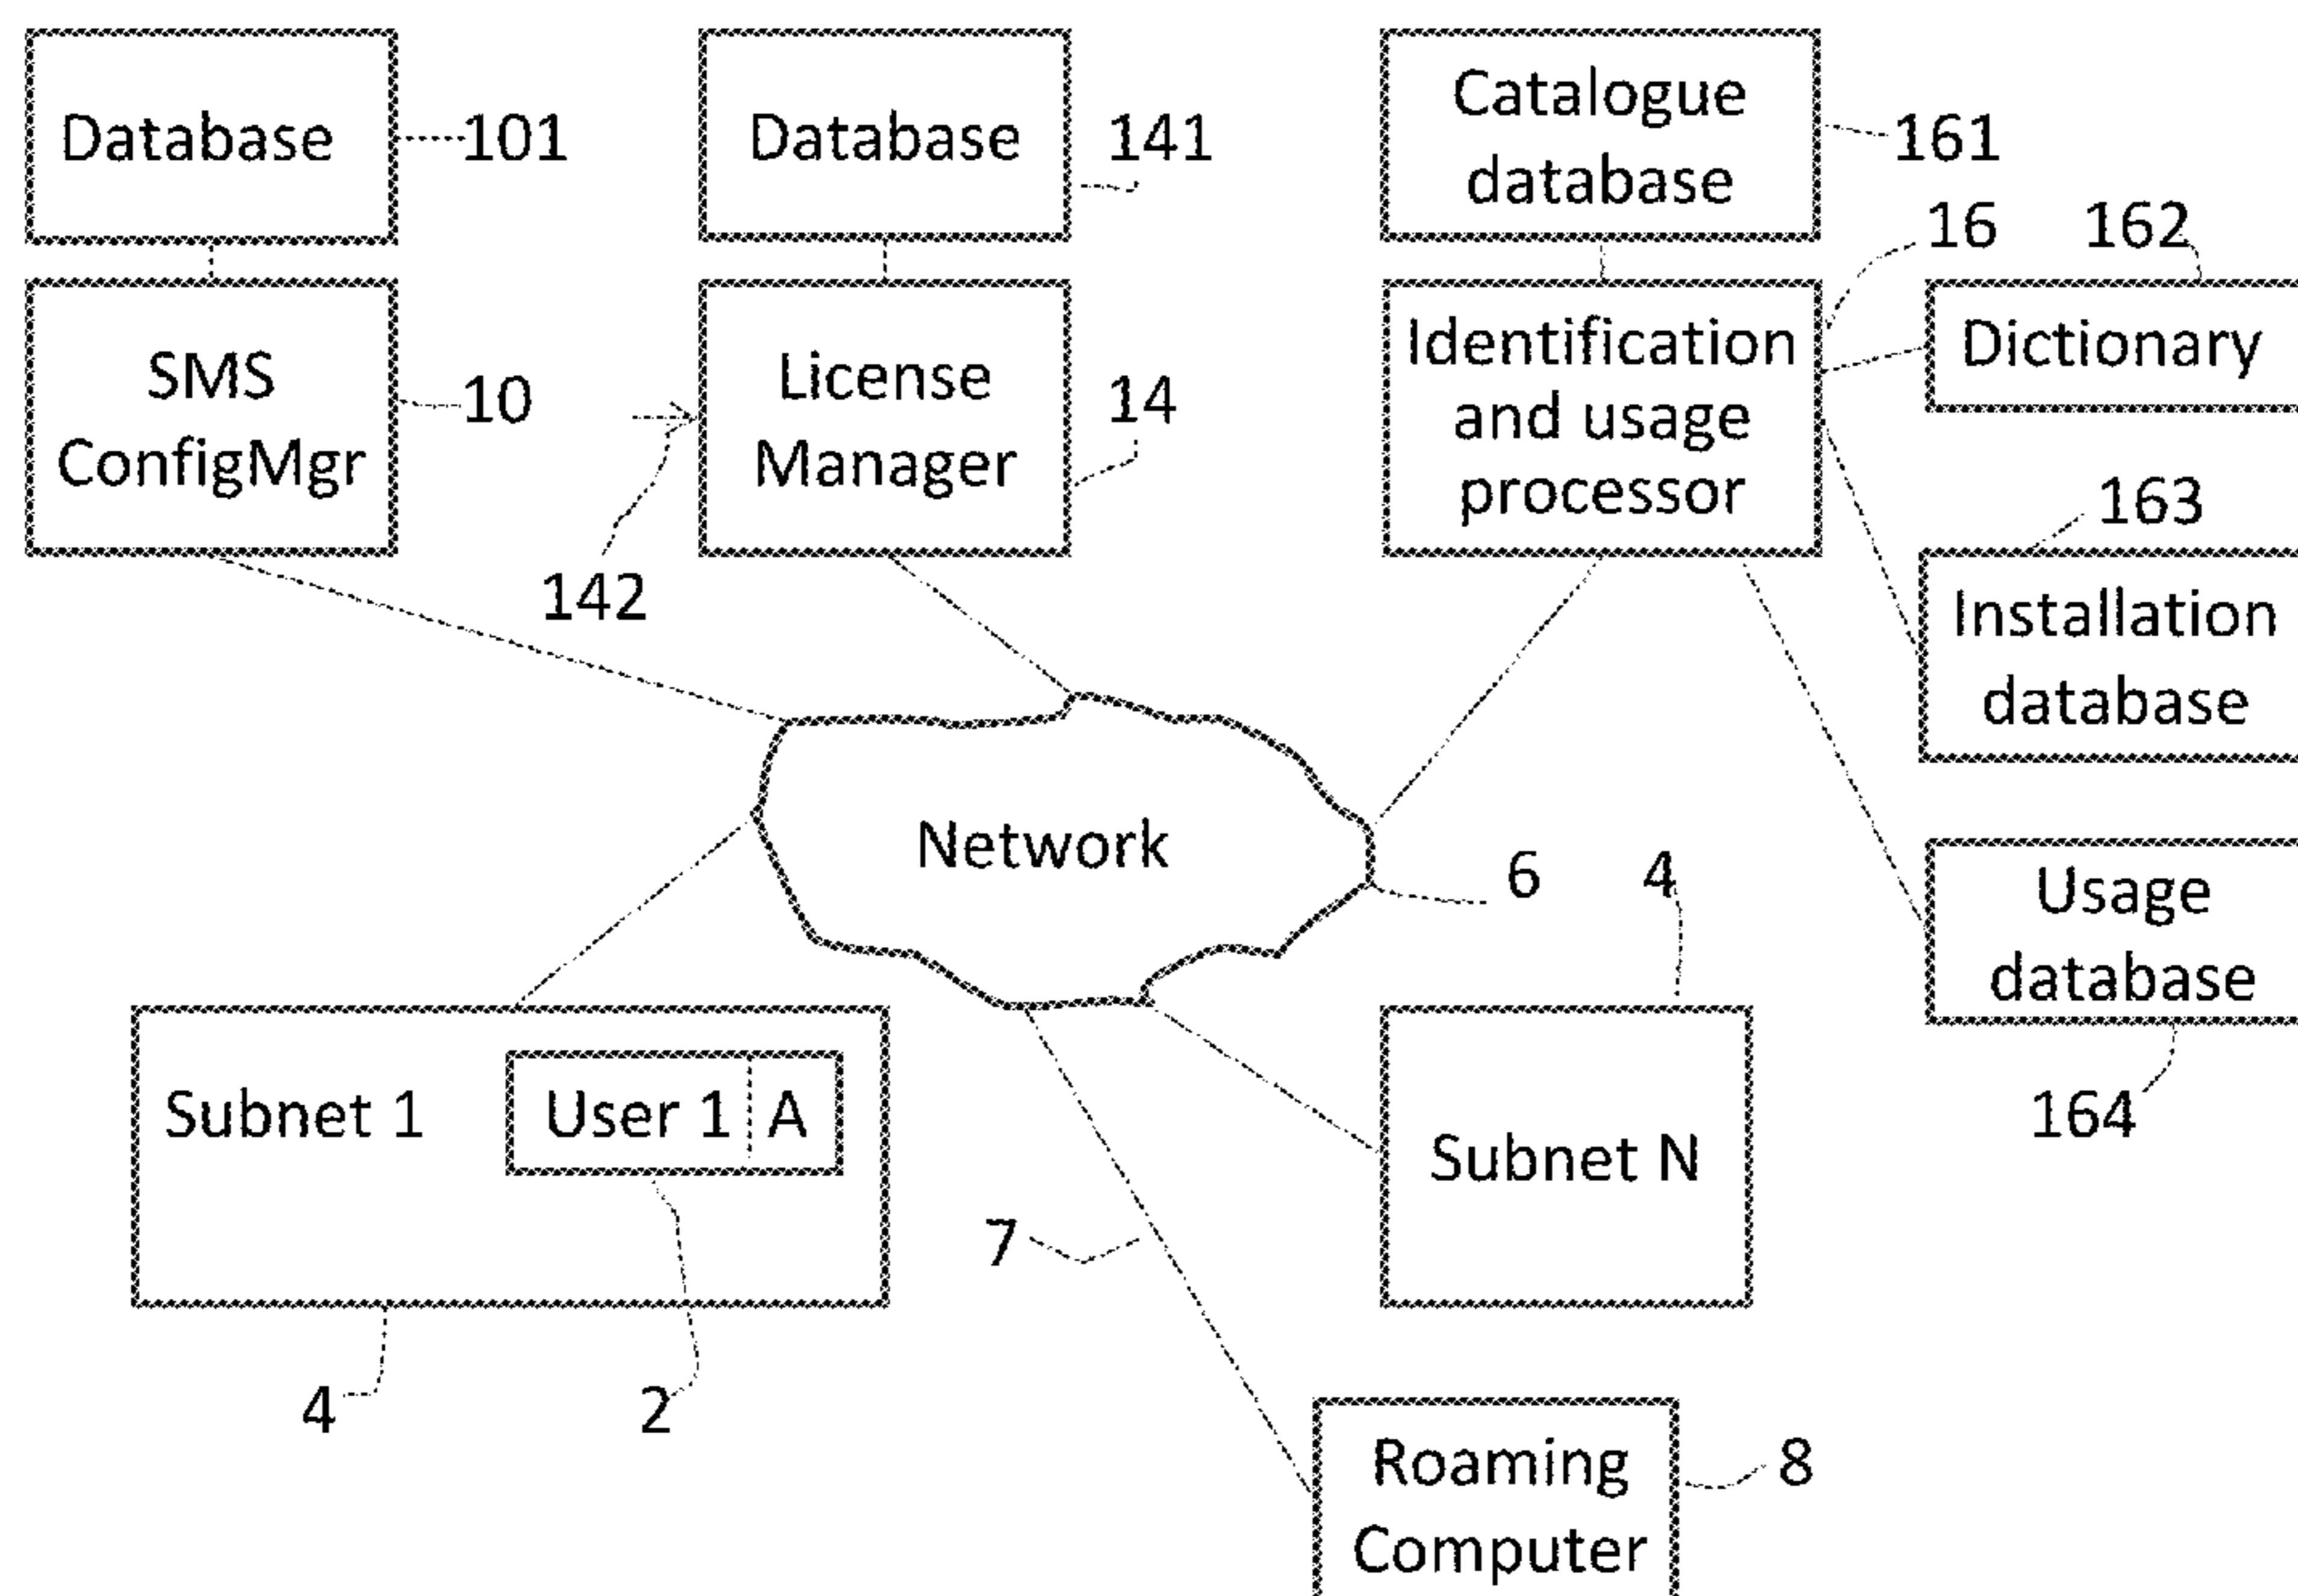 Database
101
Database
141
Catalogue
database
161
16
162
SMS
ConfigMgr
10
License
Manager
14
142
Identification
and usage
processor
Dictionary
163
Installation
database
Network
6
4
Usage
database
164
Subnet 1
User 1
A
4
2
7
Subnet N
Roaming
Computer
8